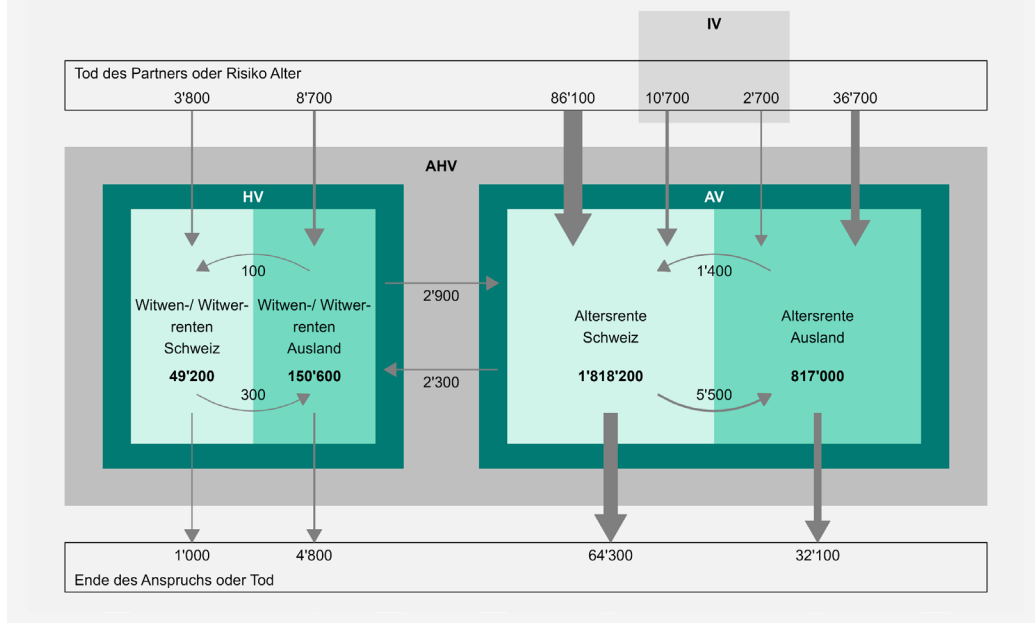 IV
Tod des Partners oder Risiko Alter
3'800 8'700 86'100 10'700 2'700 36'700
AHV
HV AV
100 1'400
2'900
Witwen-/ Witwer-
renten
Schweiz
49'200
Witwen-/ Witwer-
renten
Ausland
150'600
Altersrente
Schweiz
1'818'200
Altersrente
Ausland
817'000
2'300
300 5'500
1'000 4'800 64'300 32'100
Ende des Anspruchs oder Tod